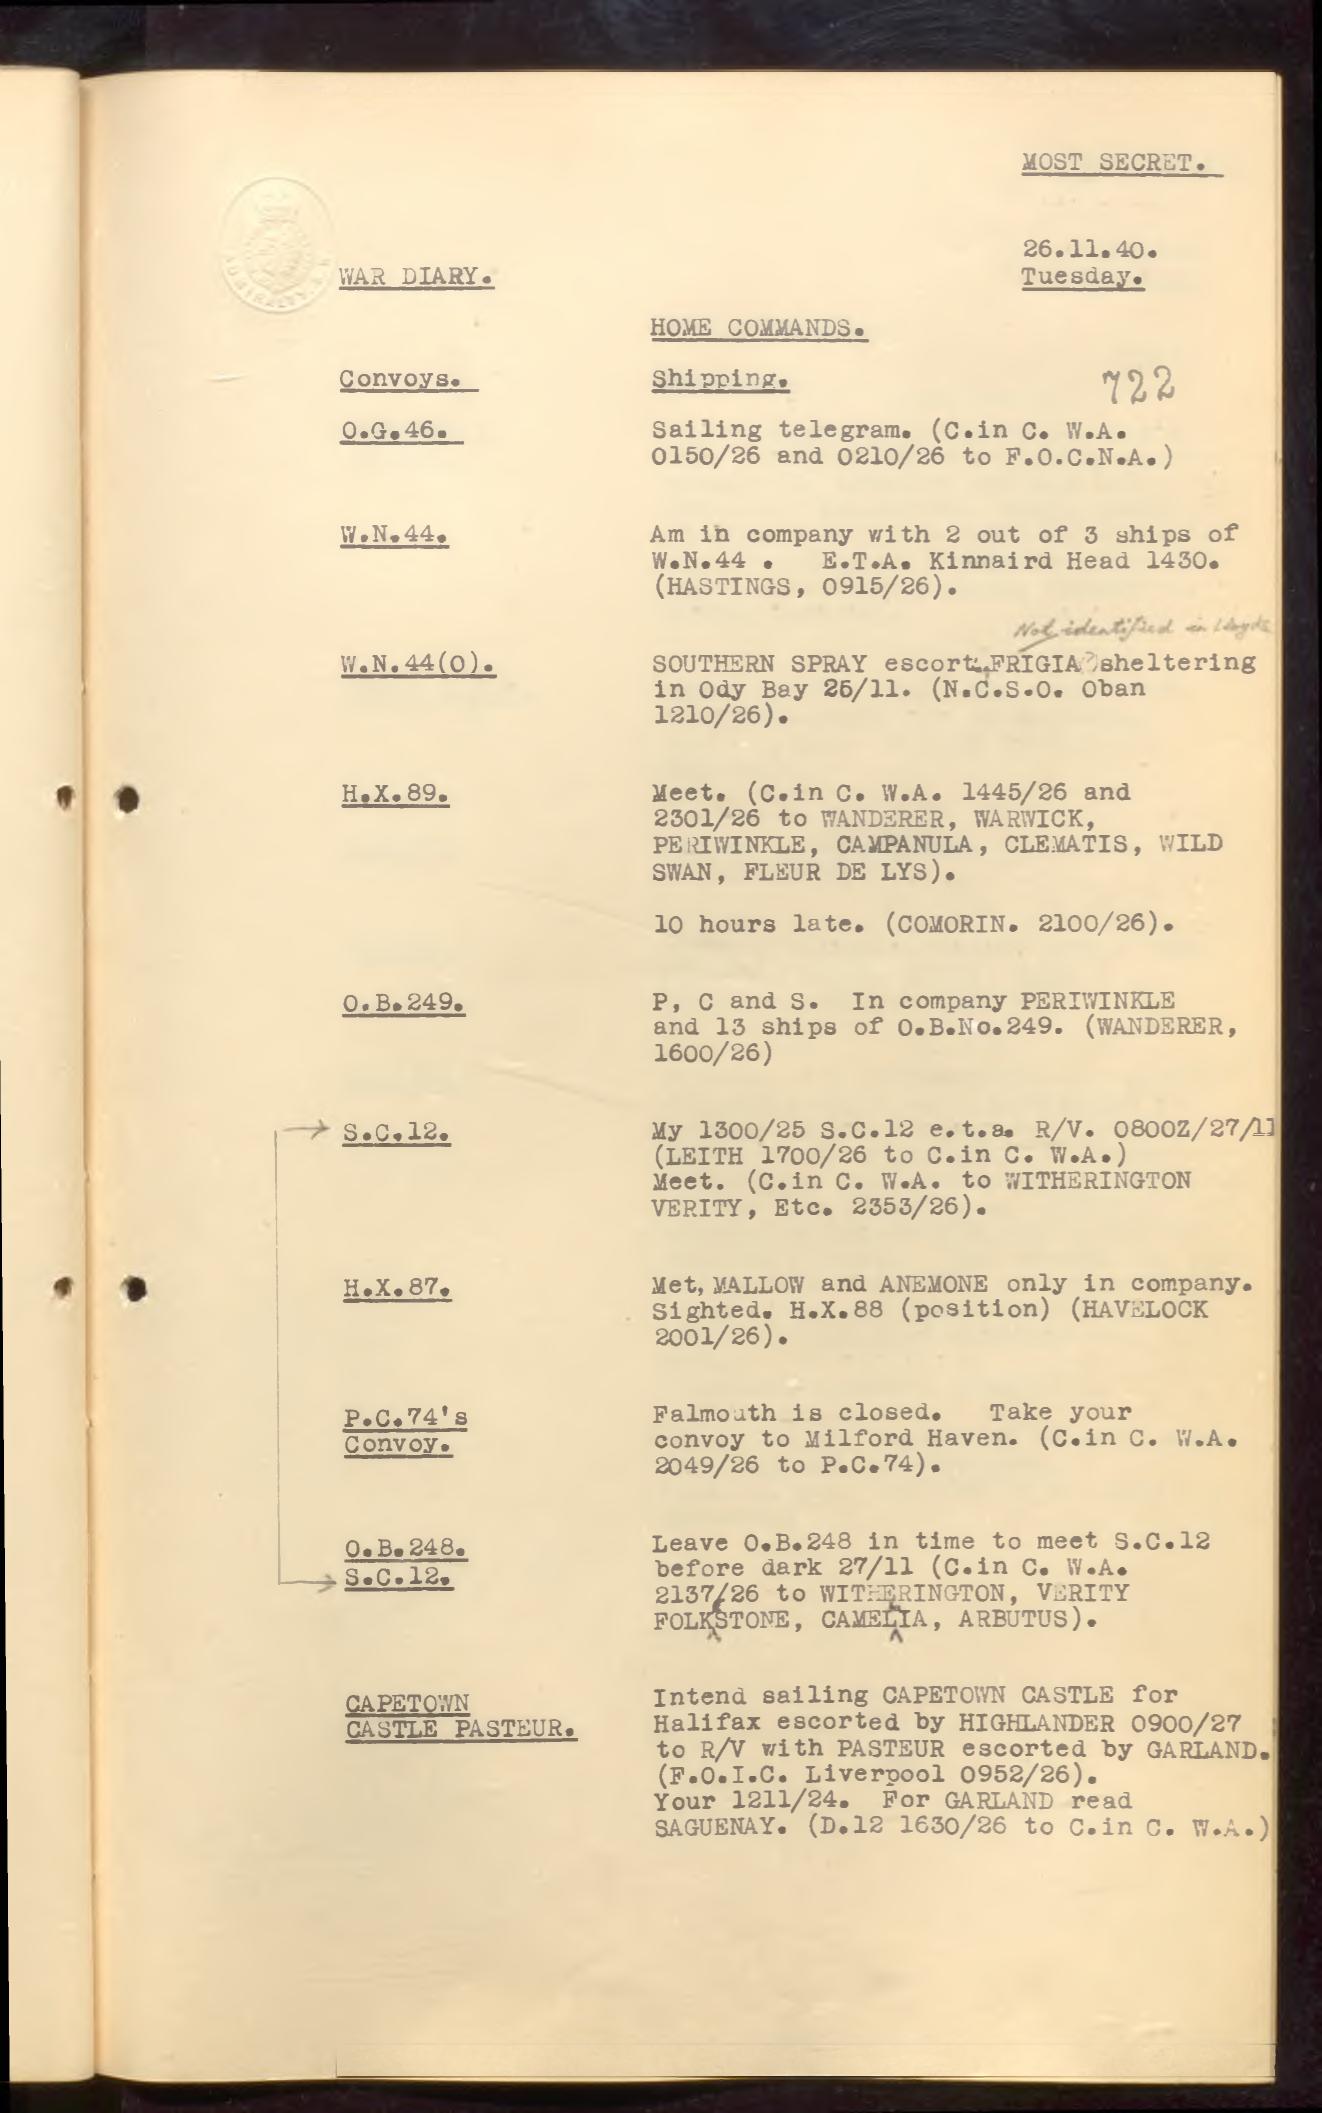 MOST SECRET.
26.11.40.
WAR DIARY. Tuesday.
HOME COMMANDS.
Convoys. Shipping. 722
O.G.46. Sailing telegram. (C.in C. W.A.
0150/26 and 0210/26 to F.O.C.N.A.)
W.N.44. Am in company with 2 out of 3 ships of
W.N.44 . E.T.A. Kinnaird Head 1430.
(HASTINGS, 0915/26).
Not identified in Lloyds
W.N.44(O). SOUTHERN SPRAY escort FRIGIA? sheltering
in Ody Bay 25/11. (N.C.S.O. Oban
1210/26).
H.X.89. Meet. (C.in C. W.A. 1445/26 and
2301/26 to WANDERER, WARWICK,
PERIWINKLE, CAMPANULA, CLEMATIS, WILD
SWAN, FLEUR DE LYS).
10 hours late. (COMORIN. 2100/26).
O.B.249. P, C and S. In company PERIWINKLE
and 13 ships of O.B.No.249. (WANDERER,
1600/26)
S.C.12. My 1300/25 S.C.12 e.t.a. R/V. 0800Z/27/11
(LEITH 1700/26 to C.in C. W.A.)
Meet. (C.in C. W.A. to WITHERINGTON
VERITY, Etc. 2353/26).
H.X.87. Met, MALLOW and ANEMONE only in company.
Sighted. H.X.88 (position) (HAVELOCK
2001/26).
P.C.74's Falmouth is closed. Take your
Convoy. convoy to Milford Haven. (C.in C. W.A.
2049/26 to P.C.74).
O.B.248. Leave O.B.248 in time to meet S.C.12
S.C.12. before dark 27/11 (C.in C. W.A.
2137/26 to WITHERINGTON, VERITY
FOLKSTONE, CAMELIA, ARBUTUS).
CAPETOWN Intend sailing CAPETOWN CASTLE for
CASTLE PASTEUR. Halifax escorted by HIGHLANDER 0900/27
to R/V with PASTEUR escorted by GARLAND.
(F.O.I.C. Liverpool 0952/26).
Your 1211/24. For GARLAND read
SAGUENAY. (D.12 1630/26 to C.in C. W.A.)